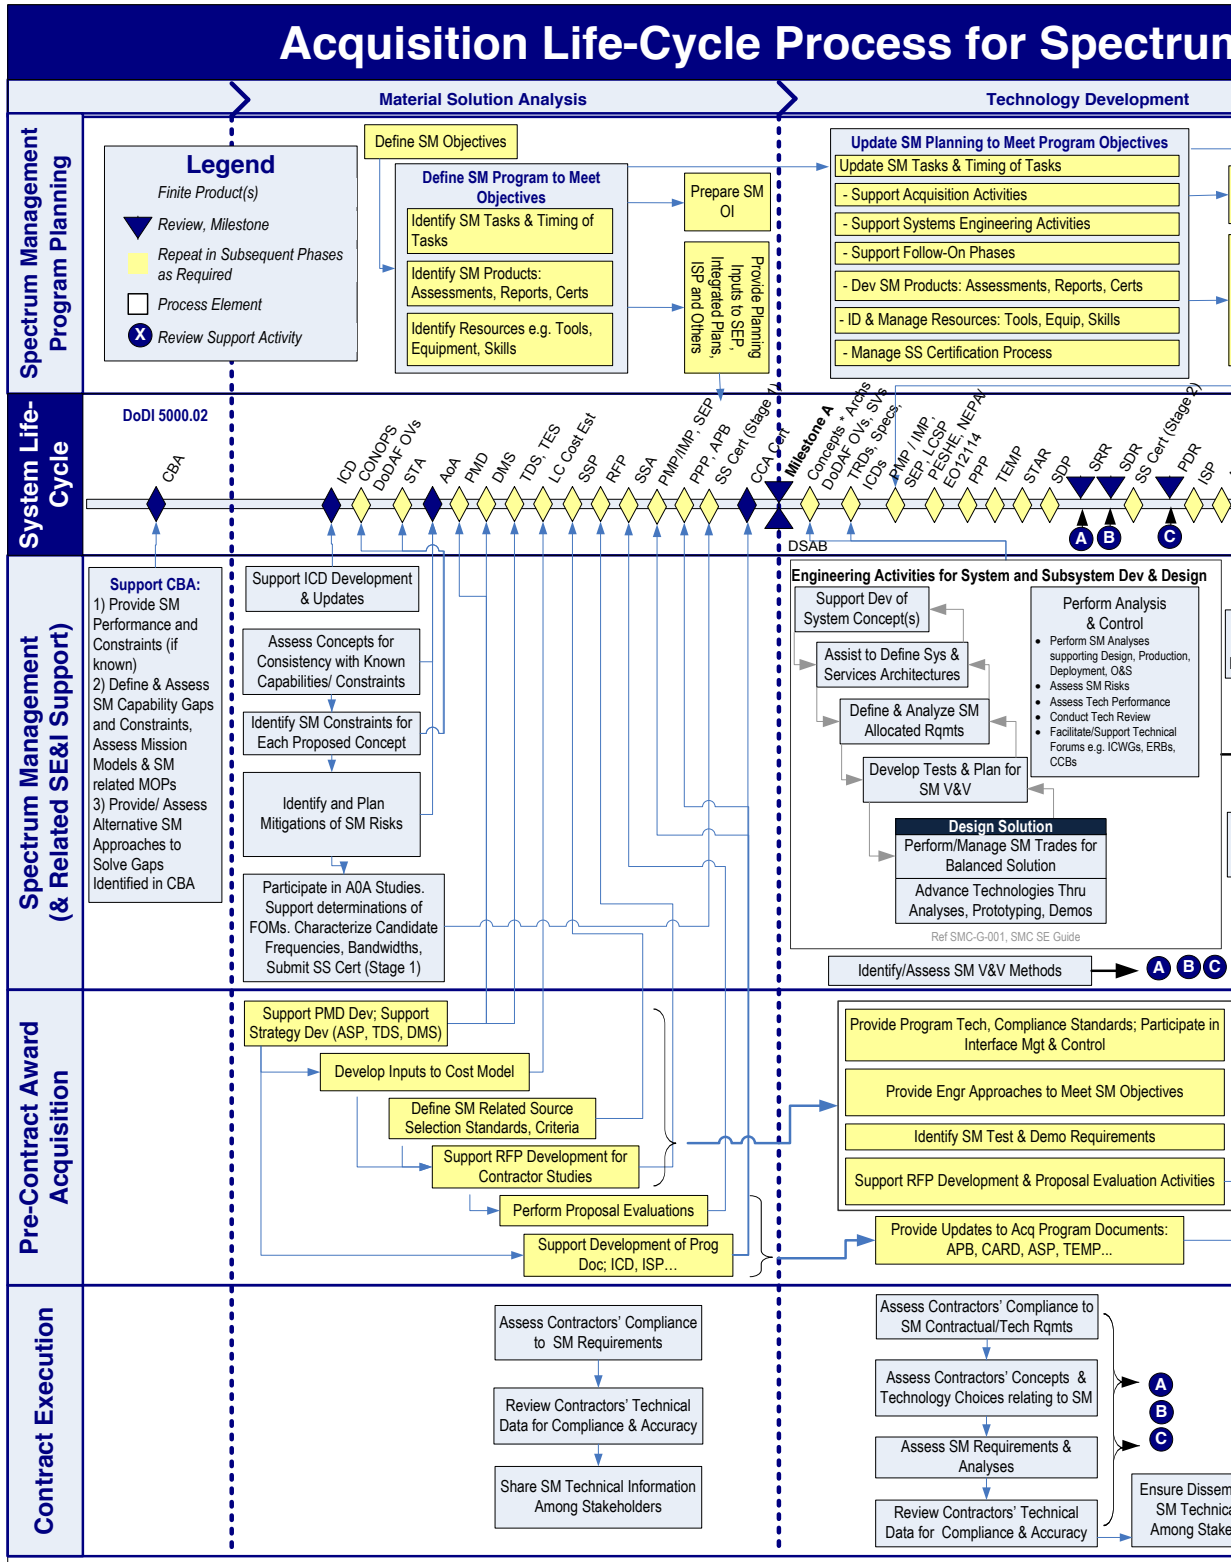 Acquisition Life-Cycle Process for Spectrum
Material Solution Analysis
Technology Development
Spectrum Management
Program Planning
Legend
Finite Product(s)
Review, Milestone
Repeat in Subsequent Phases
as Required
Process Element
X
Review Support Activity
Define SM Objectives
Define SM Program to Meet
Objectives
Identify SM Tasks & Timing of
Tasks
Identify SM Products:
Assessments, Reports, Certs
Identify Resources e.g. Tools,
Equipment, Skills
Prepare SM
OI
Provide Planning
Inputs to SEP,
Integrated Plans,
ISP and Others
Update SM Planning to Meet Program Objectives
Update SM Tasks & Timing of Tasks
- Support Acquisition Activities
- Support Systems Engineering Activities
- Support Follow-On Phases
- Dev SM Products: Assessments, Reports, Certs
- ID & Manage Resources: Tools, Equip, Skills
- Manage SS Certification Process
System Life-
Cycle
DoDI 5000.02
CBA
ICD
CONOPS
DoDAF OVs
STA
AoA
PMD
DMS
TDS, TES
LC Cost Est
SSP
RFP
SSA
PMP/IMP, SEP
PPP, APB
SS Cert (Stage 1)
CCA Cert
Milestone A
Concepts * Archs
DoDAF OVs, SVs
TRDs, Specs,
ICDs
PMP / IMP,
SEP, LCSP
PESHE, NEPA/
EO12114
PPP
TEMP
STAR
SDP
SRR
SDR
SS Cert (Stage 2)
PDR
ISP
A
B
C
DSAB
Spectrum Management
(& Related SE&I Support)
Support CBA:
1) Provide SM
Performance and
Constraints (if
known)
2) Define & Assess
SM Capability Gaps
and Constraints,
Assess Mission
Models & SM
related MOPs
3) Provide/ Assess
Alternative SM
Approaches to
Solve Gaps
Identified in CBA
Support ICD Development
& Updates
Assess Concepts for
Consistency with Known
Capabilities/ Constraints
Identify SM Constraints for
Each Proposed Concept
Identify and Plan
Mitigations of SM Risks
Participate in A0A Studies.
Support determinations of
FOMs. Characterize Candidate
Frequencies, Bandwidths,
Submit SS Cert (Stage 1)
Engineering Activities for System and Subsystem Dev & Design
Support Dev of
System Concept(s)
Assist to Define Sys &
Services Architectures
Define & Analyze SM
Allocated Rqmts
Develop Tests & Plan for
SM V&V
Design Solution
Perform/Manage SM Trades for
Balanced Solution
Advance Technologies Thru
Analyses, Prototyping, Demos
Perform Analysis
& Control
• Perform SM Analyses
supporting Design, Production,
Deployment, O&S
• Assess SM Risks
• Assess Tech Performance
• Conduct Tech Review
• Facilitate/Support Technical
Forums e.g. ICWGs, ERBs,
CCBs
Ref SMC-G-001, SMC SE Guide
Identify/Assess SM V&V Methods
A
B
C
Pre-Contract Award
Acquisition
Support PMD Dev; Support
Strategy Dev (ASP, TDS, DMS)
Develop Inputs to Cost Model
Define SM Related Source
Selection Standards, Criteria
Support RFP Development for
Contractor Studies
Perform Proposal Evaluations
Support Development of Prog
Doc; ICD, ISP…
Provide Program Tech, Compliance Standards; Participate in
Interface Mgt & Control
Provide Engr Approaches to Meet SM Objectives
Identify SM Test & Demo Requirements
Support RFP Development & Proposal Evaluation Activities
Provide Updates to Acq Program Documents:
APB, CARD, ASP, TEMP...
Contract Execution
Assess Contractors' Compliance
to SM Requirements
Review Contractors' Technical
Data for Compliance & Accuracy
Share SM Technical Information
Among Stakeholders
Assess Contractors' Compliance to
SM Contractual/Tech Rqmts
Assess Contractors' Concepts &
Technology Choices relating to SM
Assess SM Requirements &
Analyses
Review Contractors' Technical
Data for Compliance & Accuracy
A
B
C
Ensure Dissem
SM Technica
Among Stake